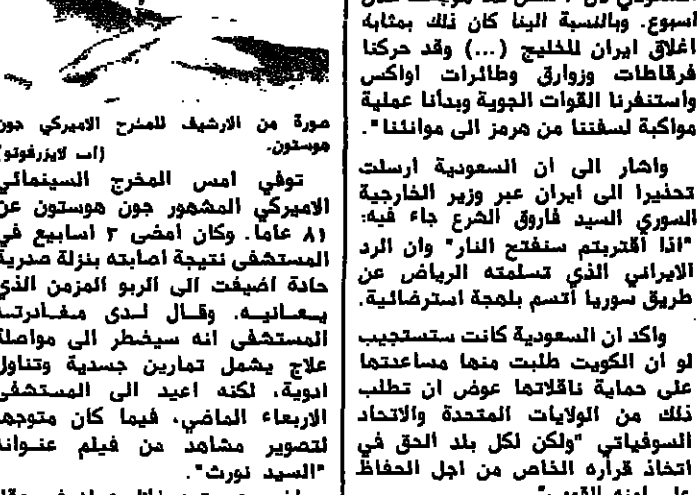 اسبوع. وبالنسبة الينا كان ذلك بمثابة
اغلاق ايران للخليج (...) وقد حركنا
فرقاطات وزوارق وطائرات اواكس
واستنفرنا القوات الجوية وبدأنا عملية
مواكبة لسفننا من هرمز الى موانئنا".
واشار الى ان السعودية ارسلت
تحذيرا الى ايران عبر وزير الخارجية
السوري السيد فاروق الشرع جاء فيه:
"اذا اقتربتم سنفتح النار" وان الرد
الايراني الذي تسلمته الرياض عن
طريق سوريا اتسم بلهجة استرضائية.
واكد ان السعودية كانت ستستجيب
لو ان الكويت طلبت منها مساعدتها
على حماية ناقلاتها عوض ان تطلب
ذلك من الولايات المتحدة والاتحاد
السوفياتي "ولكن لكل بلد الحق في
اتخاذ قراره الخاص من اجل الحفاظ
صورة من الارشيف للمخرج الاميركي جون
هوستون. (أب لايزرفوتو)
توفي امس المخرج السينمائي
الاميركي المشهور جون هوستون عن
٨١ عاما. وكان امضى ٣ اسابيع في
المستشفى نتيجة اصابته بنزلة صدرية
حادة اضيفت الى الربو المزمن الذي
يعانيه. وقال لدى مغادرته
المستشفى انه سيضطر الى مواصلة
علاج يشمل تمارين جسدية وتناول
ادوية، لكنه اعيد الى المستشفى
الاربعاء الماضي، فيما كان متوجها
لتصوير مشاهد من فيلم عنوانه
"السيد نورث".